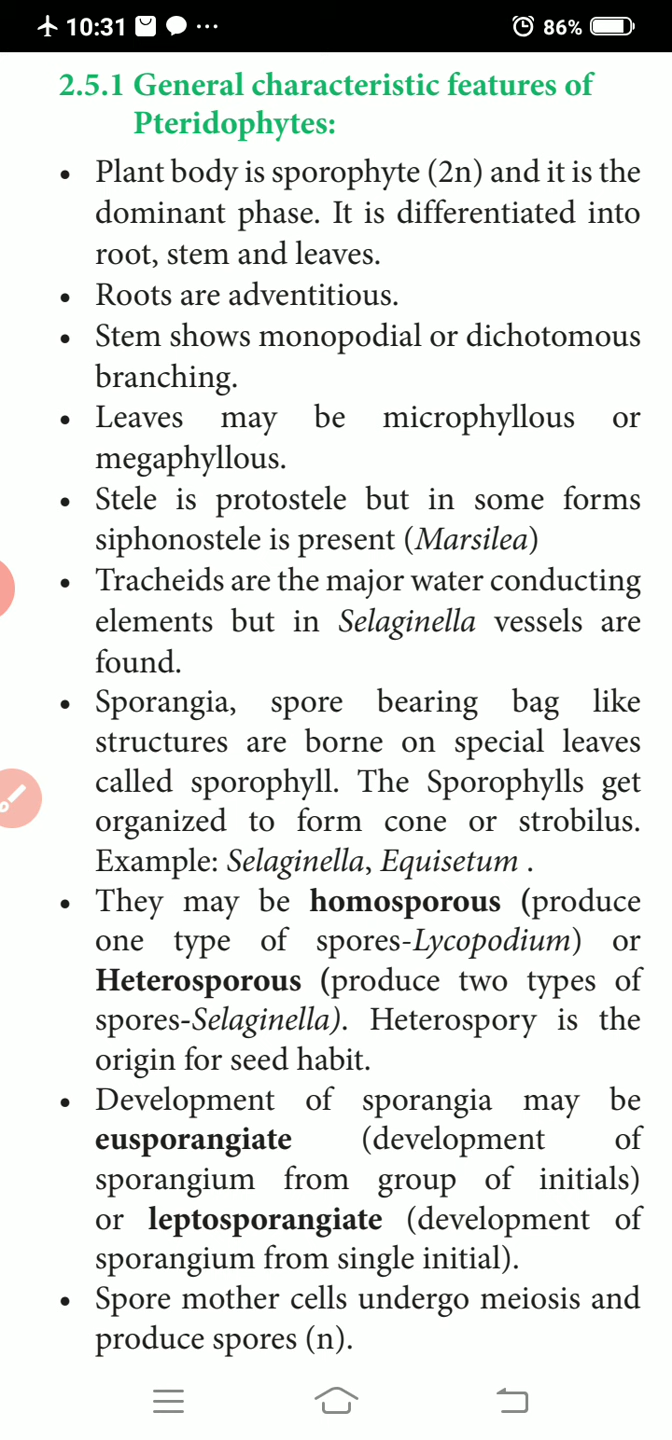 10:31 ... 86%
2.5.1 General characteristic features of
Pteridophytes:
• Plant body is sporophyte (2n) and it is the
dominant phase. It is differentiated into
root, stem and leaves.
• Roots are adventitious.
• Stem shows monopodial or dichotomous
branching.
• Leaves may be microphyllous or
megaphyllous.
• Stele is protostele but in some forms
siphonostele is present (Marsilea)
• Tracheids are the major water conducting
elements but in Selaginella vessels are
found.
• Sporangia, spore bearing bag like
structures are borne on special leaves
called sporophyll. The Sporophylls get
organized to form cone or strobilus.
Example: Selaginella, Equisetum .
• They may be homosporous (produce
one type of spores-Lycopodium) or
Heterosporous (produce two types of
spores-Selaginella). Heterospory is the
origin for seed habit.
• Development of sporangia may be
eusporangiate (development of
sporangium from group of initials)
or leptosporangiate (development of
sporangium from single initial).
• Spore mother cells undergo meiosis and
produce spores (n).